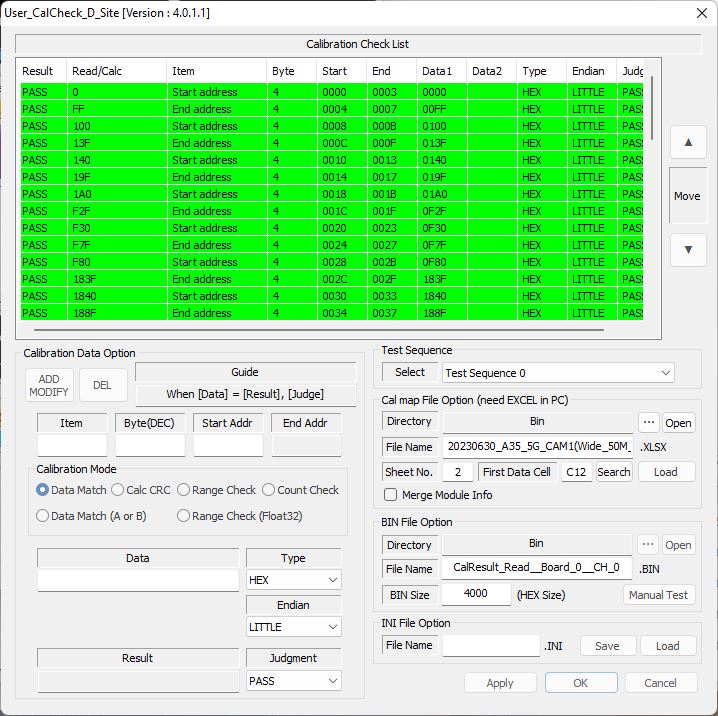 User_CalCheck_D_Site [Version : 4.0.1.1]
Calibration Check List
Result Read/Calc Item Byte Start End Data1 Data2 Type Endian Judg
PASS 0 Start address 4 0000 0003 0000 HEX LITTLE PAS
PASS FF End address 4 0004 0007 00FF HEX LITTLE PAS
PASS 100 Start address 4 0008 000B 0100 HEX LITTLE PAS
PASS 13F End address 4 000C 000F 013F HEX LITTLE PAS
PASS 140 Start address 4 0010 0013 0140 HEX LITTLE PAS
PASS 19F End address 4 0014 0017 019F HEX LITTLE PAS
PASS 1A0 Start address 4 0018 001B 01A0 HEX LITTLE PAS
PASS F2F End address 4 001C 001F 0F2F HEX LITTLE PAS
PASS F30 Start address 4 0020 0023 0F30 HEX LITTLE PAS
PASS F7F End address 4 0024 0027 0F7F HEX LITTLE PAS
PASS F80 Start address 4 0028 002B 0F80 HEX LITTLE PAS
PASS 183F End address 4 002C 002F 183F HEX LITTLE PAS
PASS 1840 Start address 4 0030 0033 1840 HEX LITTLE PAS
PASS 188F End address 4 0034 0037 188F HEX LITTLE PAS
▲
Move
▼
Calibration Data Option
ADD
MODIFY
DEL
Guide
When [Data] = [Result], [Judge]
Item Byte(DEC) Start Addr End Addr
Calibration Mode
Data Match Calc CRC Range Check Count Check
Data Match (A or B) Range Check (Float32)
Data Type
HEX
Endian
LITTLE
Result Judgment
PASS
Test Sequence
Select Test Sequence 0
Cal map File Option (need EXCEL in PC)
Directory Bin ... Open
File Name 20230630_A35_5G_CAM1(Wide_50M_ .XLSX
Sheet No. 2 First Data Cell C12 Search Load
Merge Module Info
BIN File Option
Directory Bin ... Open
File Name CalResult_Read__Board_0__CH_0 .BIN
BIN Size 4000 (HEX Size) Manual Test
INI File Option
File Name .INI Save Load
Apply OK Cancel